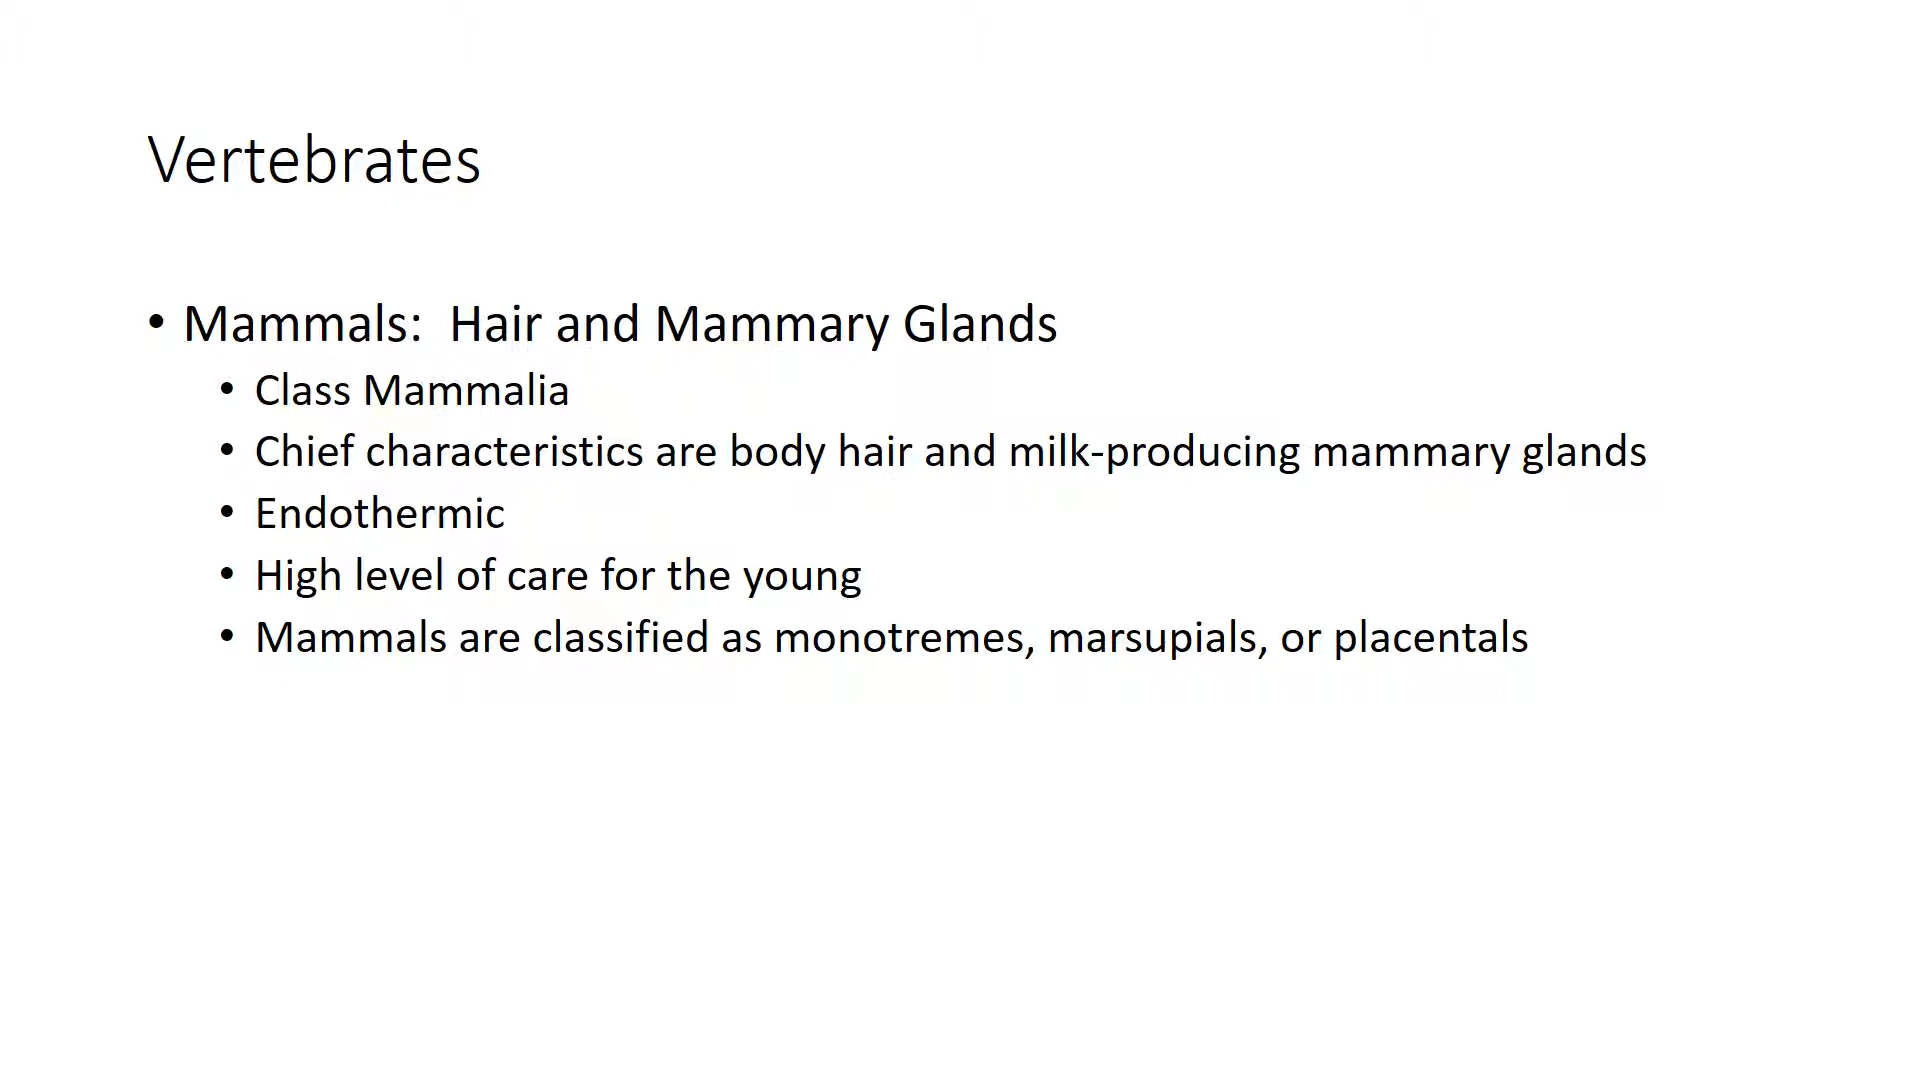 Vertebrates
• Mammals:  Hair and Mammary Glands
• Class Mammalia
• Chief characteristics are body hair and milk-producing mammary glands
• Endothermic
• High level of care for the young
• Mammals are classified as monotremes, marsupials, or placentals